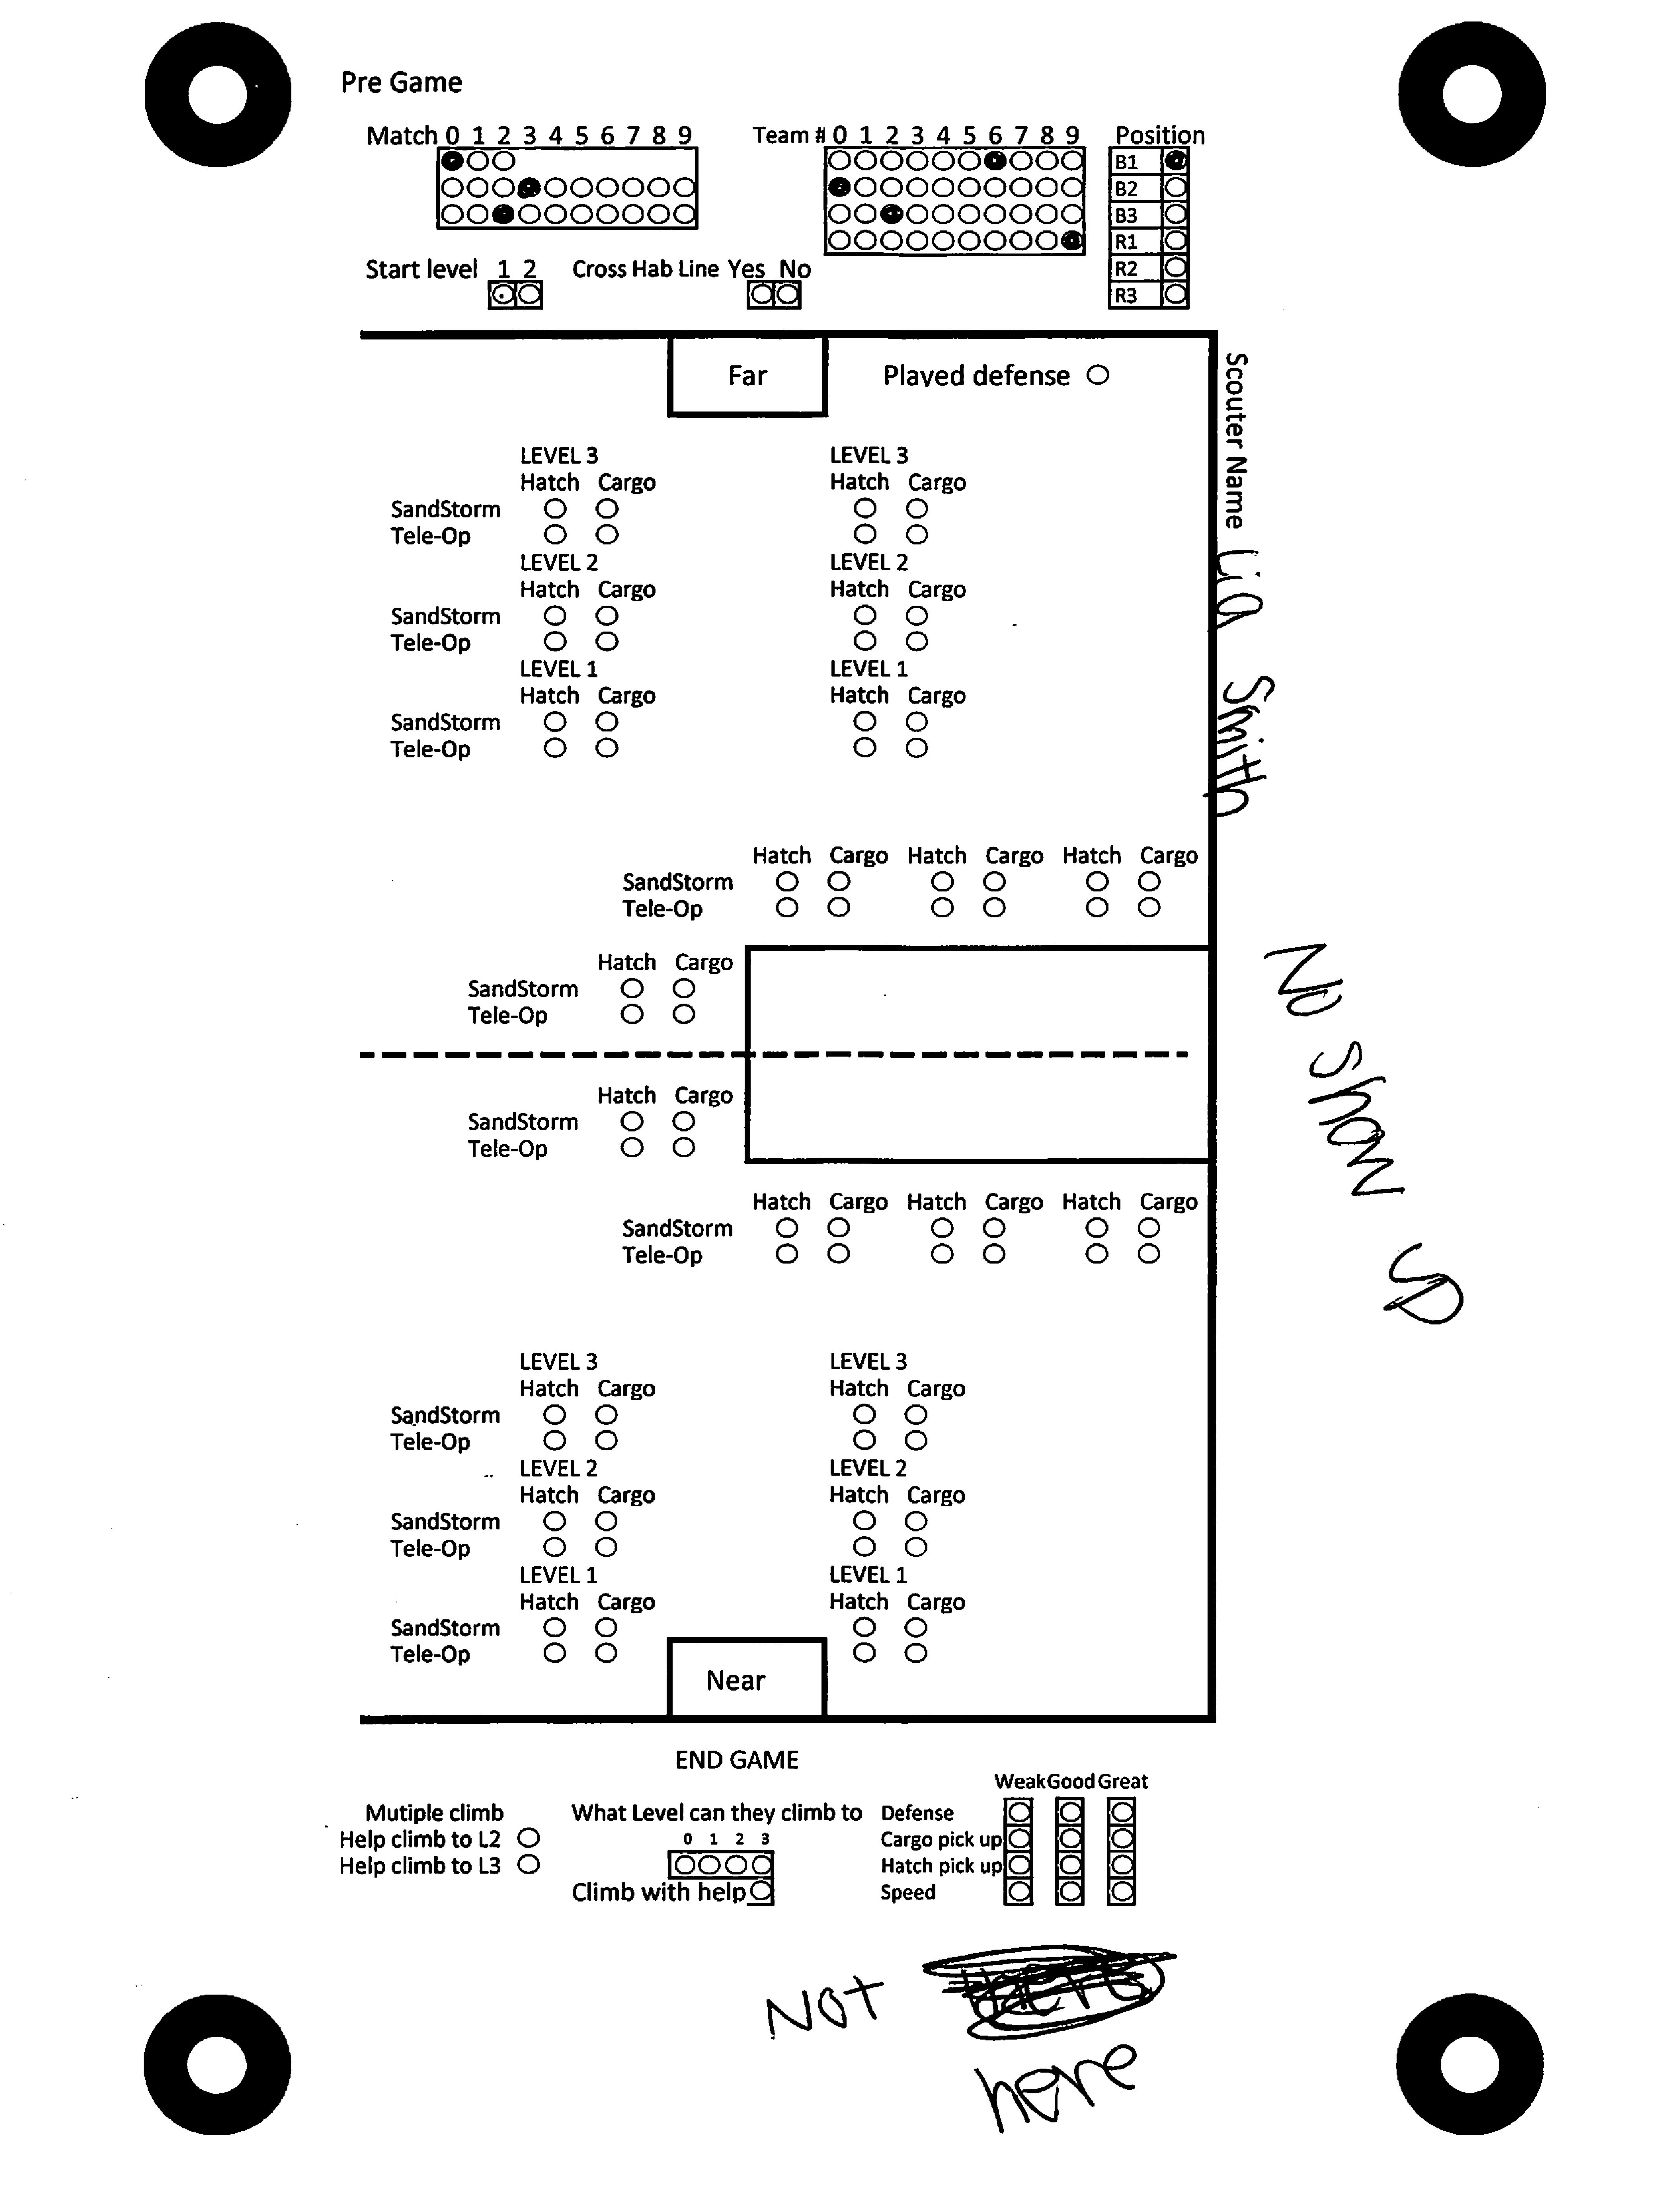 Pre Game
Match 0 1 2 3 4 5 6 7 8 9
Team # 0 1 2 3 4 5 6 7 8 9
Position
B1
B2
B3
R1
R2
R3
Start level 1 2
Cross Hab Line Yes No
Far
Played defense
Scouter Name Lia Smith
LEVEL 3 LEVEL 3
Hatch Cargo Hatch Cargo
SandStorm
Tele-Op
LEVEL 2 LEVEL 2
Hatch Cargo Hatch Cargo
SandStorm
Tele-Op
LEVEL 1 LEVEL 1
Hatch Cargo Hatch Cargo
SandStorm
Tele-Op
Hatch Cargo Hatch Cargo Hatch Cargo
SandStorm
Tele-Op
Hatch Cargo
SandStorm
Tele-Op
No show up
Hatch Cargo
SandStorm
Tele-Op
Hatch Cargo Hatch Cargo Hatch Cargo
SandStorm
Tele-Op
LEVEL 3 LEVEL 3
Hatch Cargo Hatch Cargo
SandStorm
Tele-Op
LEVEL 2 LEVEL 2
Hatch Cargo Hatch Cargo
SandStorm
Tele-Op
LEVEL 1 LEVEL 1
Hatch Cargo Hatch Cargo
SandStorm
Tele-Op
Near
END GAME
Mutiple climb
Help climb to L2
Help climb to L3
What Level can they climb to
0 1 2 3
Climb with help
Weak Good Great
Defense
Cargo pick up
Hatch pick up
Speed
Not
here